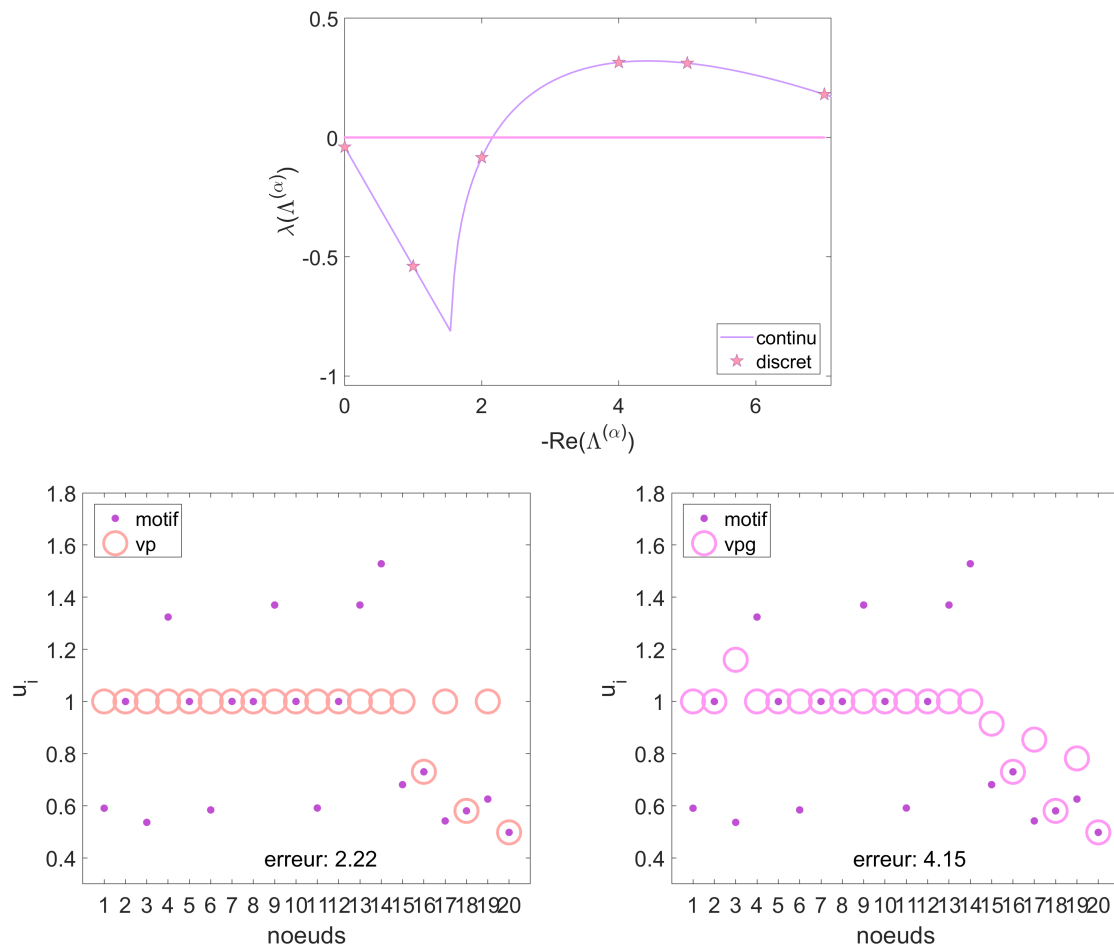 0.5
0
-0.5
-1
λ(Λ^(α))
0 2 4 6
-Re(Λ^(α))
continu
discret
1.8
1.6
1.4
1.2
1
0.8
0.6
0.4
u_i
motif
vp
erreur: 2.22
1 2 3 4 5 6 7 8 9 10 11 12 13 14 15 16 17 18 19 20
noeuds
1.8
1.6
1.4
1.2
1
0.8
0.6
0.4
u_i
motif
vpg
erreur: 4.15
1 2 3 4 5 6 7 8 9 10 11 12 13 14 15 16 17 18 19 20
noeuds